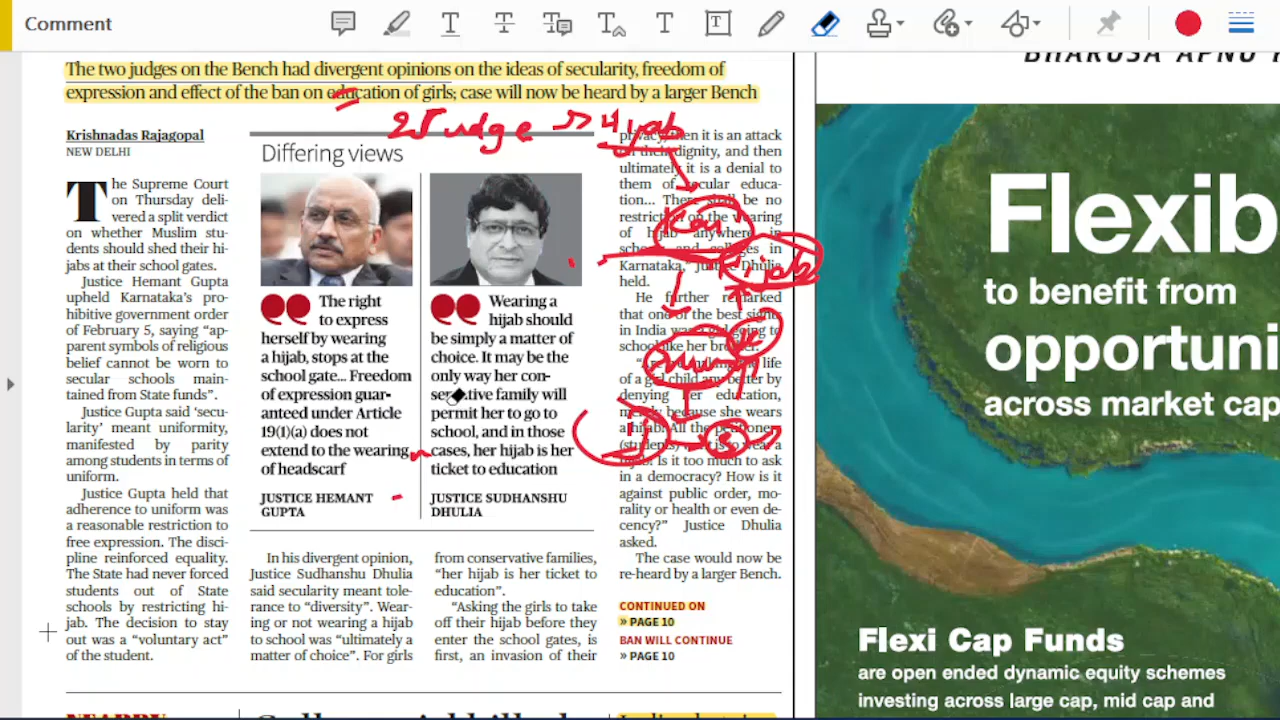 Comment
The two judges on the Bench had divergent opinions on the ideas of secularity, freedom of
expression and effect of the ban on education of girls; case will now be heard by a larger Bench
2 Judge Hijab
Krishnadas Rajagopal
NEW DELHI
The Supreme Court
on Thursday deli-
vered a split verdict
on whether Muslim stu-
dents should shed their hi-
jabs at their school gates.
Justice Hemant Gupta
upheld Karnataka's pro-
hibitive government order
of February 5, saying "ap-
parent symbols of religious
belief cannot be worn to
secular schools main-
tained from State funds".
Justice Gupta said 'secu-
larity' meant uniformity,
manifested by parity
among students in terms of
uniform.
Justice Gupta held that
adherence to uniform was
a reasonable restriction to
free expression. The disci-
pline reinforced equality.
The State had never forced
students out of State
schools by restricting hi-
jab. The decision to stay
out was a "voluntary act"
of the student.
Differing views
The right
to express
herself by wearing
a hijab, stops at the
school gate... Freedom
of expression guar-
anteed under Article
19(1)(a) does not
extend to the wearing
of headscarf
JUSTICE HEMANT
GUPTA
Wearing a
hijab should
be simply a matter of
choice. It may be the
only way her con-
servative family will
permit her to go to
school, and in those
cases, her hijab is her
ticket to education
JUSTICE SUDHANSHU
DHULIA
In his divergent opinion,
Justice Sudhanshu Dhulia
said secularity meant tole-
rance to "diversity". Wear-
ing or not wearing a hijab
to school was "ultimately a
matter of choice". For girls
from conservative families,
"her hijab is her ticket to
education".
"Asking the girls to take
off their hijab before they
enter the school gates, is
first, an invasion of their
privacy, then it is an attack
on their dignity, and then
ultimately it is a denial to
them of secular educa-
tion... There shall be no
restriction on the wearing
of hijab anywhere in
schools and colleges in
Karnataka," Justice Dhulia
held.
He further remarked
that one of the best sights
in India was a girl going to
school like her brother.
life
of a girl child any better by
denying her education,
merely because she wears
a hijab! All the petitioners
(students) is to wear a
Is it too much to ask
in a democracy? How is it
against public order, mo-
rality or health or even de-
cency?" Justice Dhulia
asked.
The case would now be
re-heard by a larger Bench.
CONTINUED ON
» PAGE 10
BAN WILL CONTINUE
» PAGE 10
Kar
Hijab
Flexib
to benefit from
opportuni
across market cap
Flexi Cap Funds
are open ended dynamic equity schemes
investing across large cap, mid cap and